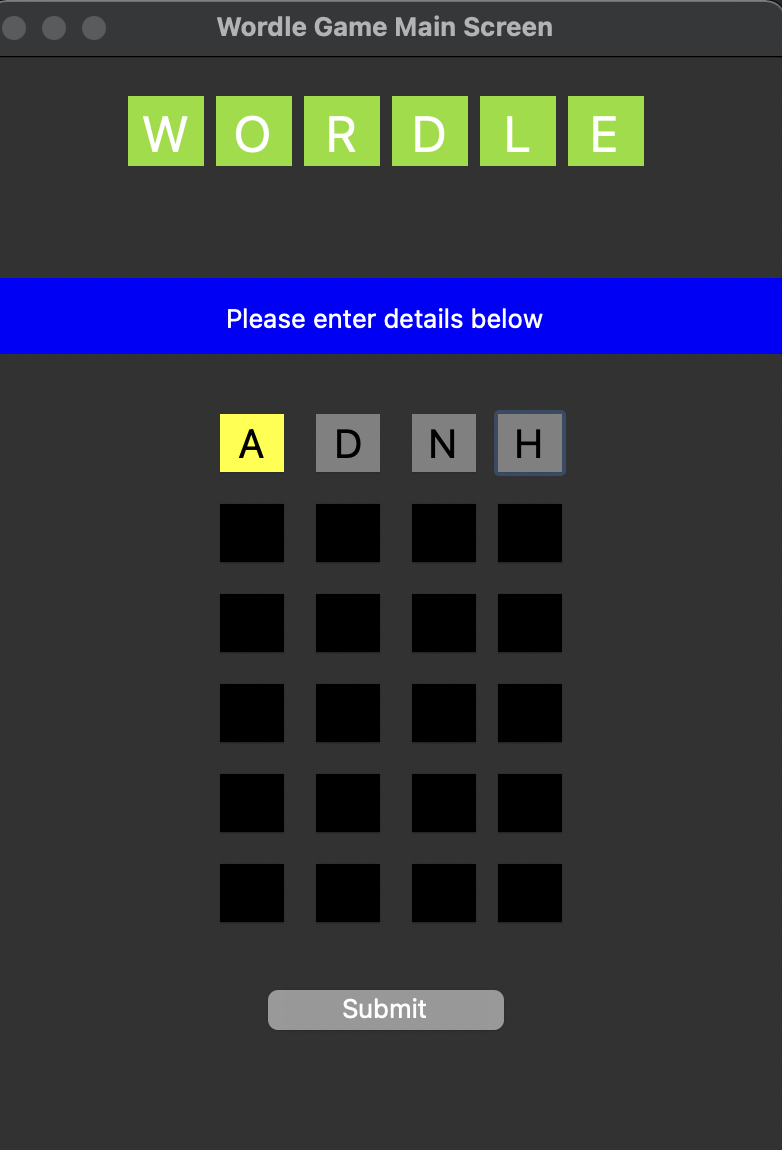 Wordle Game Main Screen
W O R D L E
Please enter details below
A D N H
Submit